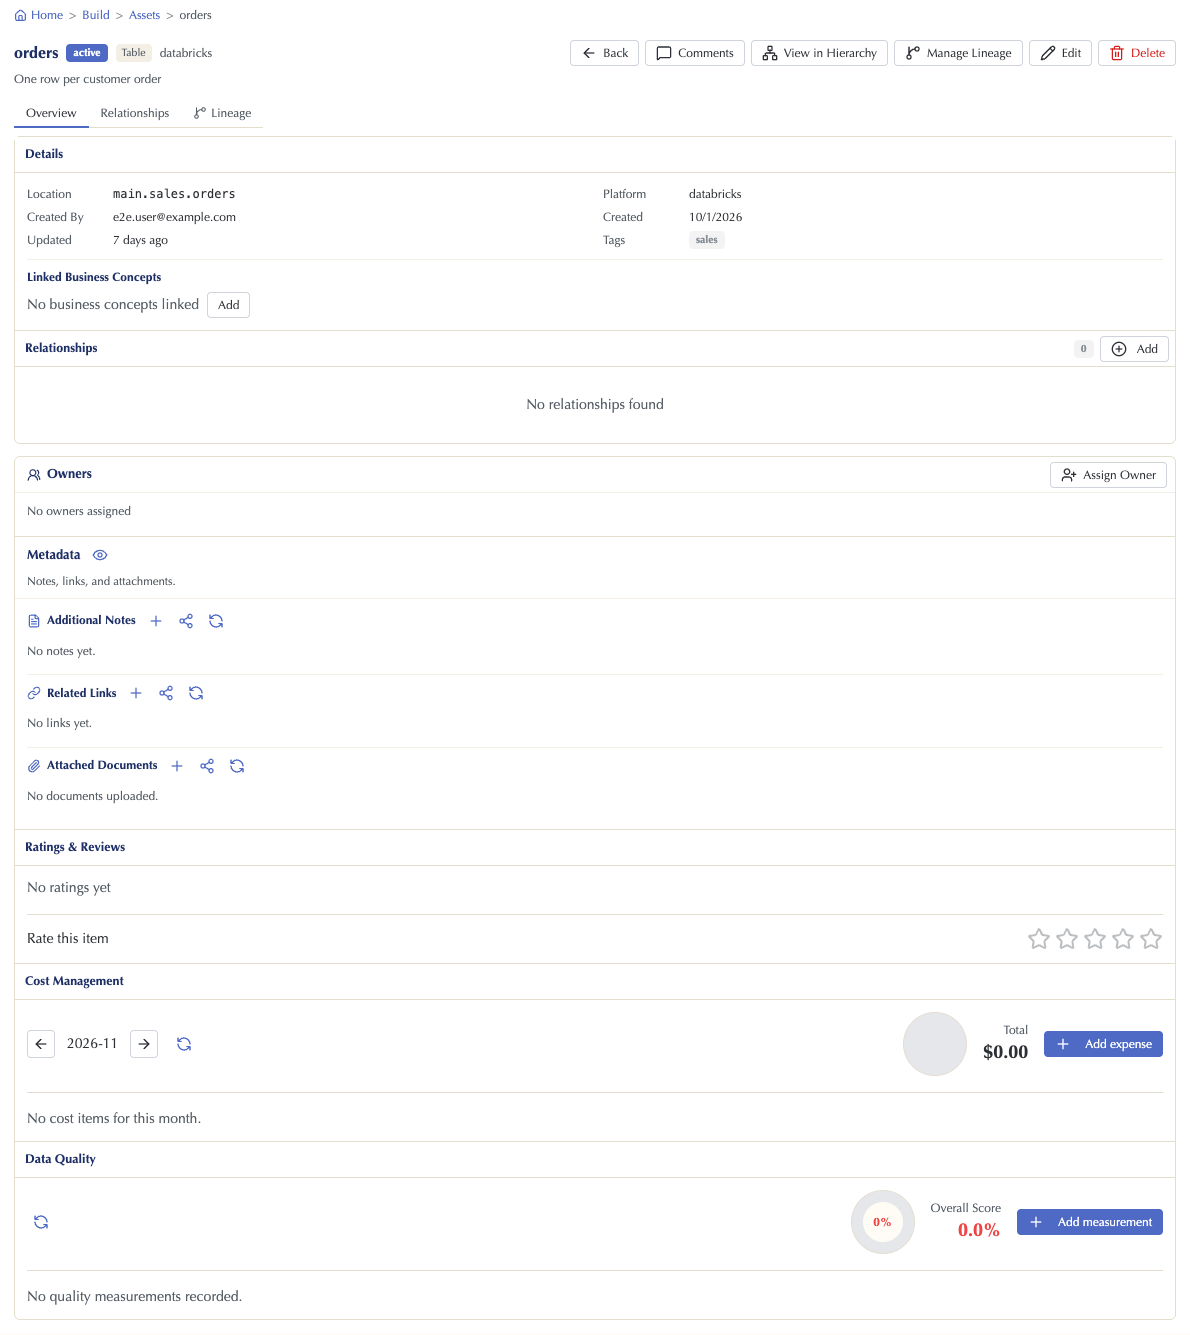 Home > Build > Assets > orders
orders active Table databricks
Back Comments View in Hierarchy Manage Lineage Edit Delete
One row per customer order
Overview Relationships Lineage
Details
Location main.sales.orders Platform databricks
Created By e2e.user@example.com Created 10/1/2026
Updated 7 days ago Tags sales
Linked Business Concepts
No business concepts linked Add
Relationships 0 Add
No relationships found
Owners Assign Owner
No owners assigned
Metadata
Notes, links, and attachments.
Additional Notes
No notes yet.
Related Links
No links yet.
Attached Documents
No documents uploaded.
Ratings & Reviews
No ratings yet
Rate this item
Cost Management
2026-11 Total $0.00 Add expense
No cost items for this month.
Data Quality
0% Overall Score 0.0% Add measurement
No quality measurements recorded.